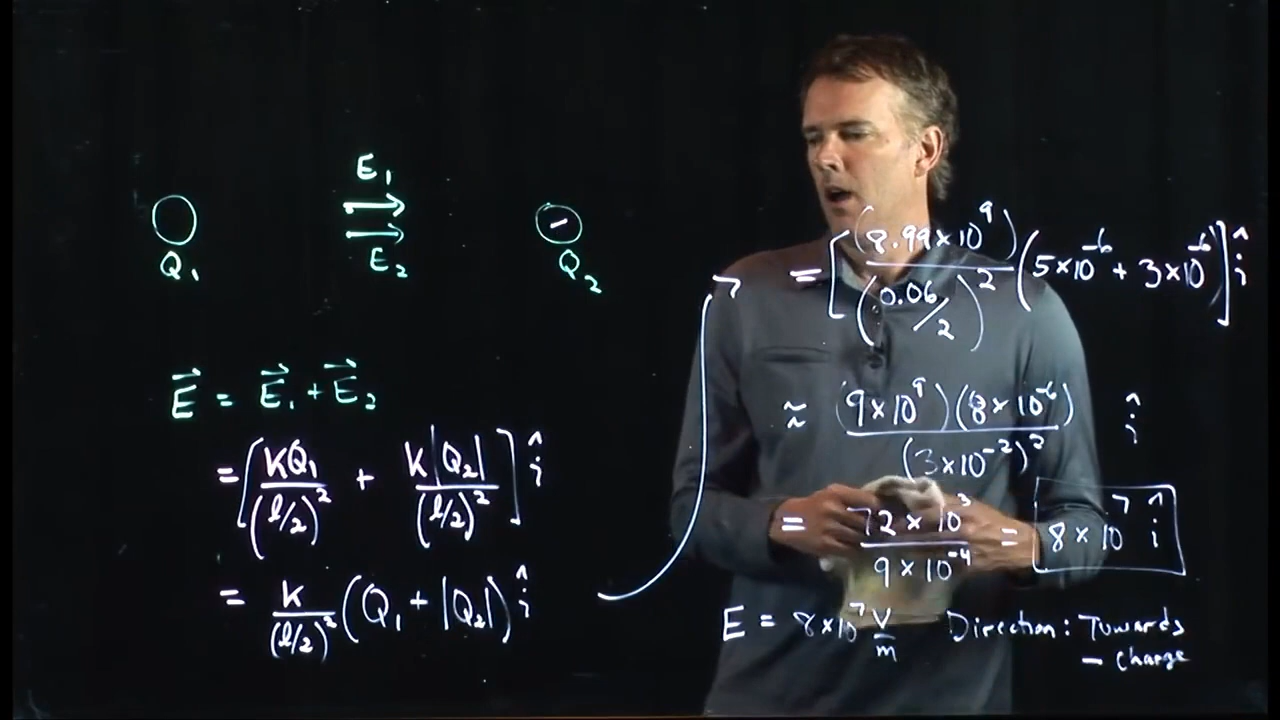 E₁
E₂
Q₁
−
Q₂
E⃗ = E⃗₁ + E⃗₂
= [ KQ₁/(l/2)² + K|Q₂|/(l/2)² ] î
= K/(l/2)² (Q₁ + |Q₂|) î
= [ (8.99×10⁹)/(0.06/2)² (5×10⁻⁶ + 3×10⁻⁶) ] î
≈ (9×10⁹)(8×10⁻⁶)/(3×10⁻²)² î
= 72×10³/9×10⁻⁴ = 8×10⁷ î
E = 8×10⁷ V/m Direction: Towards
− Charge